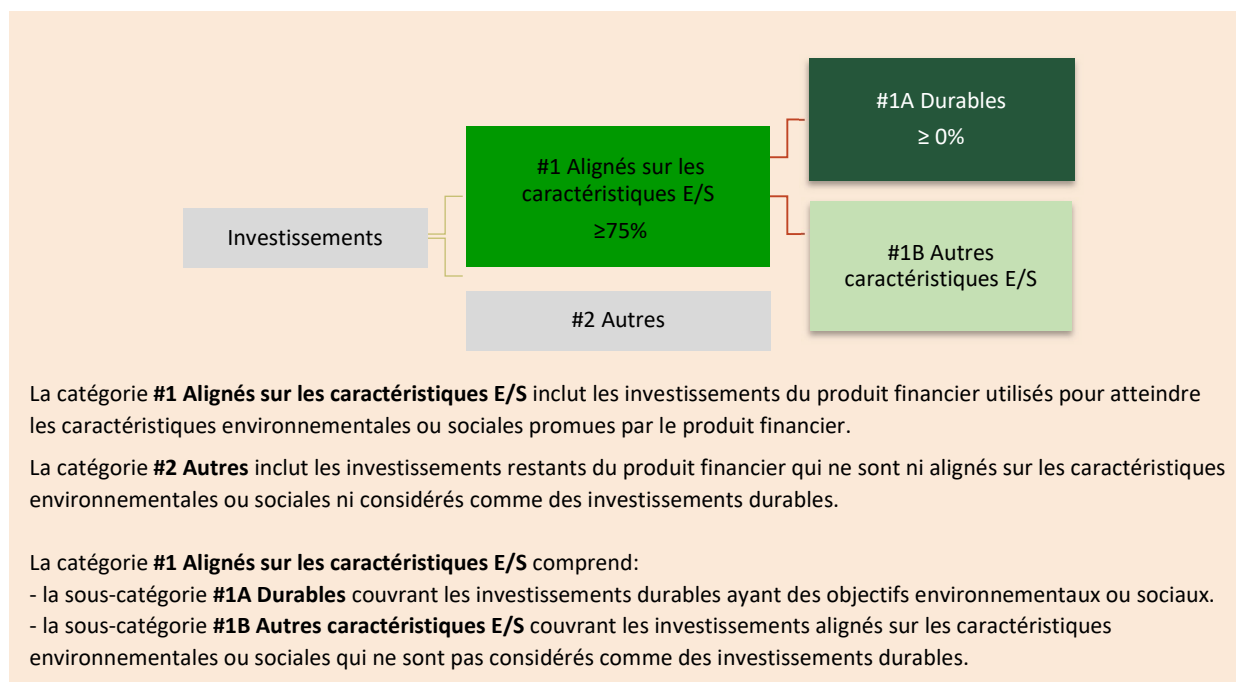 #1A Durables
≥ 0%
#1 Alignés sur les
caractéristiques E/S
≥75%
Investissements
#1B Autres
caractéristiques E/S
#2 Autres
La catégorie #1 Alignés sur les caractéristiques E/S inclut les investissements du produit financier utilisés pour atteindre
les caractéristiques environnementales ou sociales promues par le produit financier.
La catégorie #2 Autres inclut les investissements restants du produit financier qui ne sont ni alignés sur les caractéristiques
environnementales ou sociales ni considérés comme des investissements durables.
La catégorie #1 Alignés sur les caractéristiques E/S comprend:
- la sous-catégorie #1A Durables couvrant les investissements durables ayant des objectifs environnementaux ou sociaux.
- la sous-catégorie #1B Autres caractéristiques E/S couvrant les investissements alignés sur les caractéristiques
environnementales ou sociales qui ne sont pas considérés comme des investissements durables.